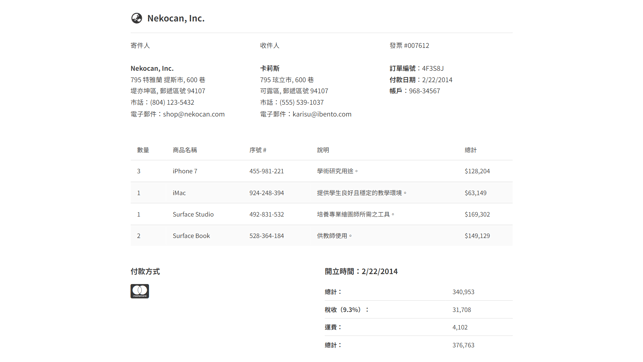 Nekocan, Inc.
寄件人
Nekocan, Inc.
795 特雅蘭 提斯市, 600 巷
堤亦坤區, 郵遞區號 94107
市話：(804) 123-5432
電子郵件：shop@nekocan.com
收件人
卡莉斯
795 玹立市, 600 巷
可靈區, 郵遞區號 94107
市話：(555) 539-1037
電子郵件：karisu@ibento.com
發票 #007612
訂單編號：4F3S8J
付款日期：2/22/2014
帳戶：968-34567
數量 商品名稱 序號 # 說明 總計
3 iPhone 7 455-981-221 學術研究用途。 $128,204
1 iMac 924-248-394 提供學生良好且穩定的教學環境。 $63,149
1 Surface Studio 492-831-532 培養專業繪圖師所需之工具。 $169,302
2 Surface Book 528-364-184 供教師使用。 $149,129
付款方式
開立時間：2/22/2014
總計： 340,953
稅收（9.3%）： 31,708
運費： 4,102
總計： 376,763